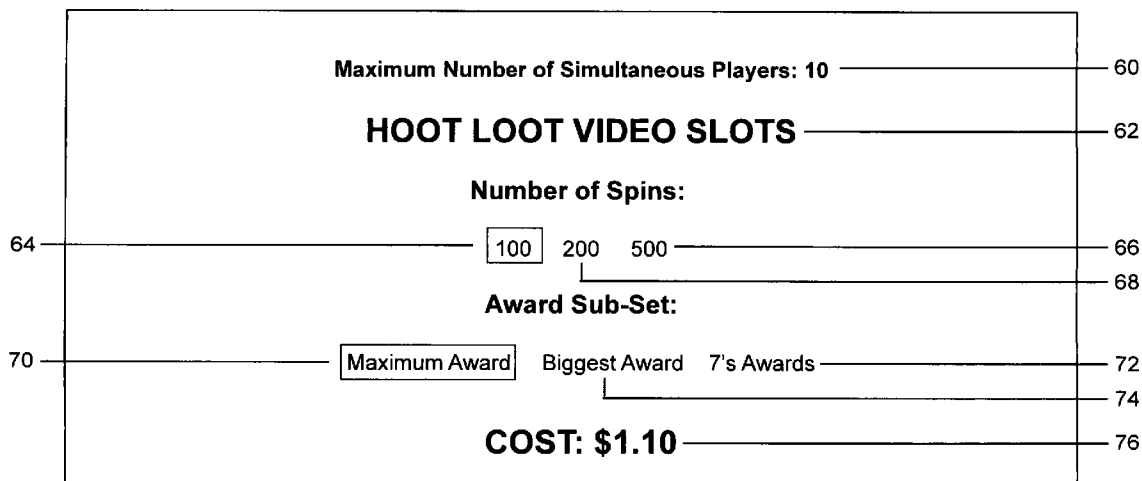 Maximum Number of Simultaneous Players: 10 60
HOOT LOOT VIDEO SLOTS 62
Number of Spins:
64 100 200 500 66
68
Award Sub-Set:
70 Maximum Award Biggest Award 7's Awards 72
74
COST: $1.10 76